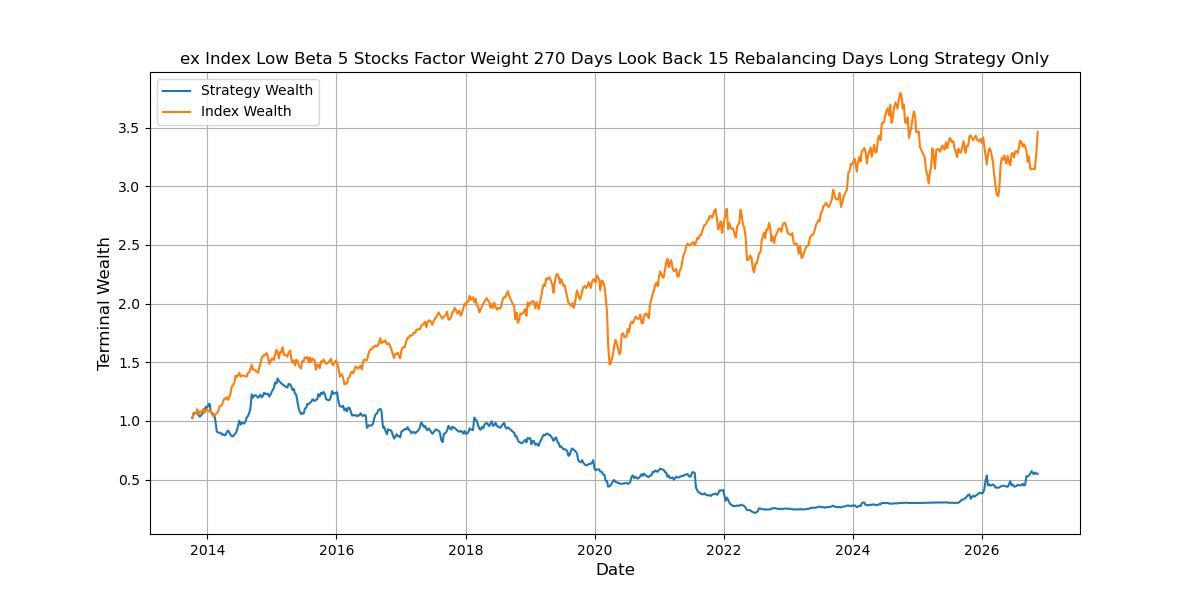 ex Index Low Beta 5 Stocks Factor Weight 270 Days Look Back 15 Rebalancing Days Long Strategy Only
Strategy Wealth
Index Wealth
Terminal Wealth
3.5
3.0
2.5
2.0
1.5
1.0
0.5
2014 2016 2018 2020 2022 2024 2026
Date